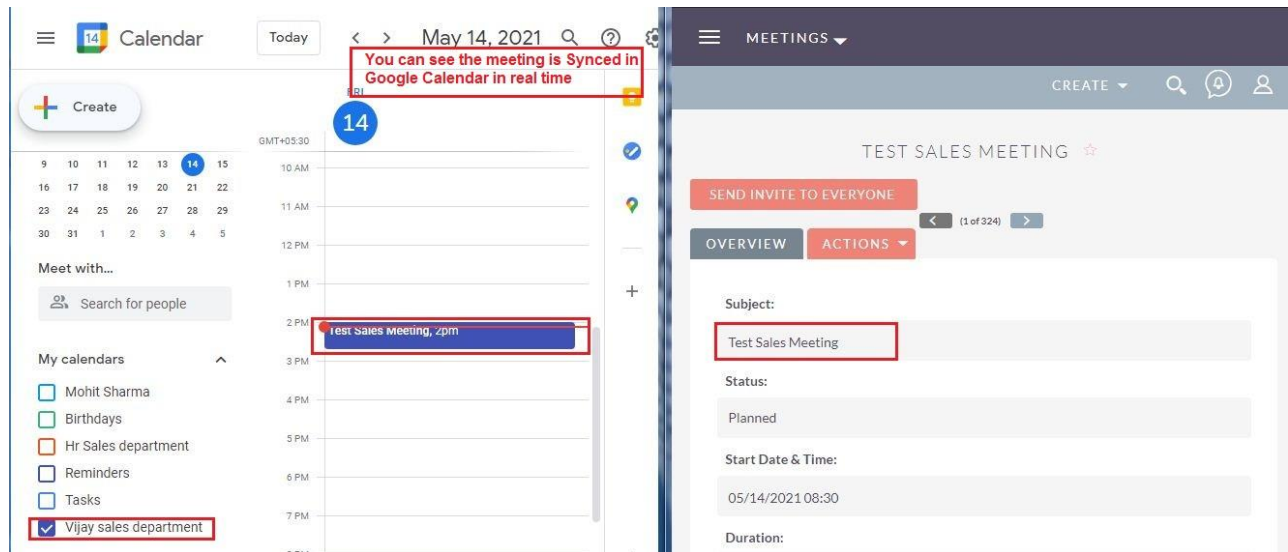 14 Calendar Today May 14, 2021
You can see the meeting is Synced in
Google Calendar in real time
Create
FRI
14
GMT+05:30
9 10 11 12 13 14 15
16 17 18 19 20 21 22
23 24 25 26 27 28 29
30 31 1 2 3 4 5
Meet with...
Search for people
My calendars
Mohit Sharma
Birthdays
Hr Sales department
Reminders
Tasks
Vijay sales department
10 AM
11 AM
12 PM
1 PM
2 PM
Test Sales Meeting, 2pm
3 PM
4 PM
5 PM
6 PM
7 PM
MEETINGS
CREATE
TEST SALES MEETING
SEND INVITE TO EVERYONE
(1 of 324)
OVERVIEW ACTIONS
Subject:
Test Sales Meeting
Status:
Planned
Start Date & Time:
05/14/2021 08:30
Duration: